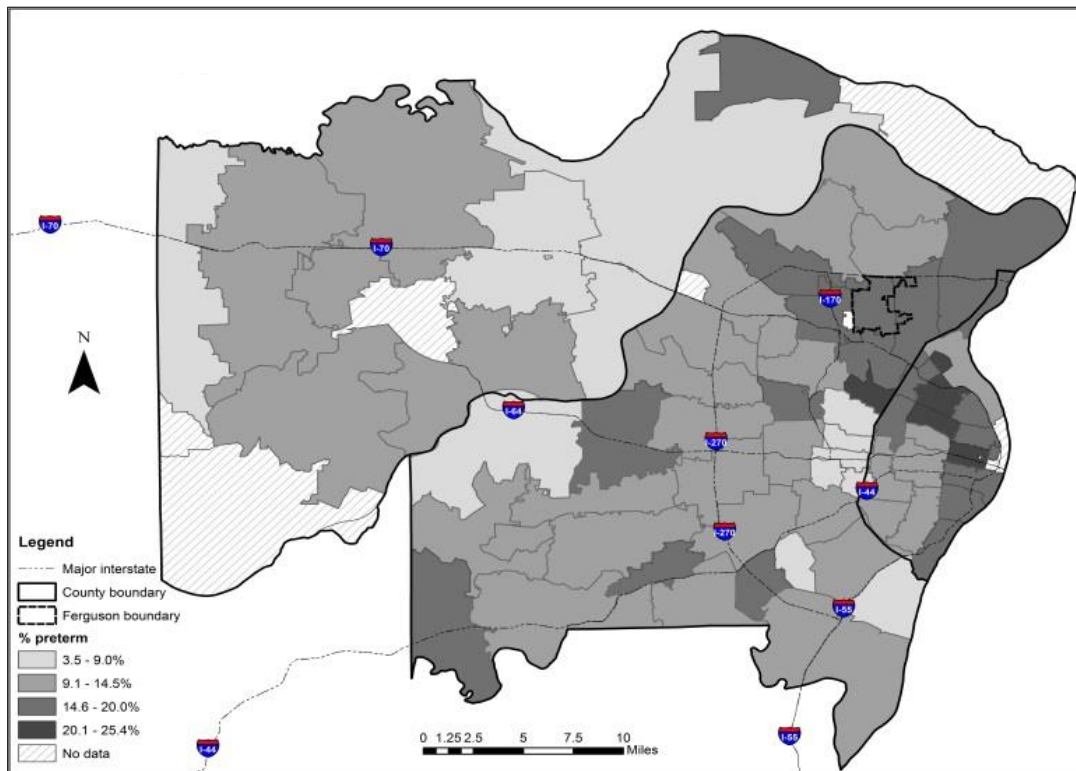 I-70
I-70
I-170
N
I-64
I-270
I-44
I-270
I-55
I-55
I-44
Legend
Major interstate
County boundary
Ferguson boundary
% preterm
3.5 - 9.0%
9.1 - 14.5%
14.6 - 20.0%
20.1 - 25.4%
No data
0 1.25 2.5 5 7.5 10
Miles